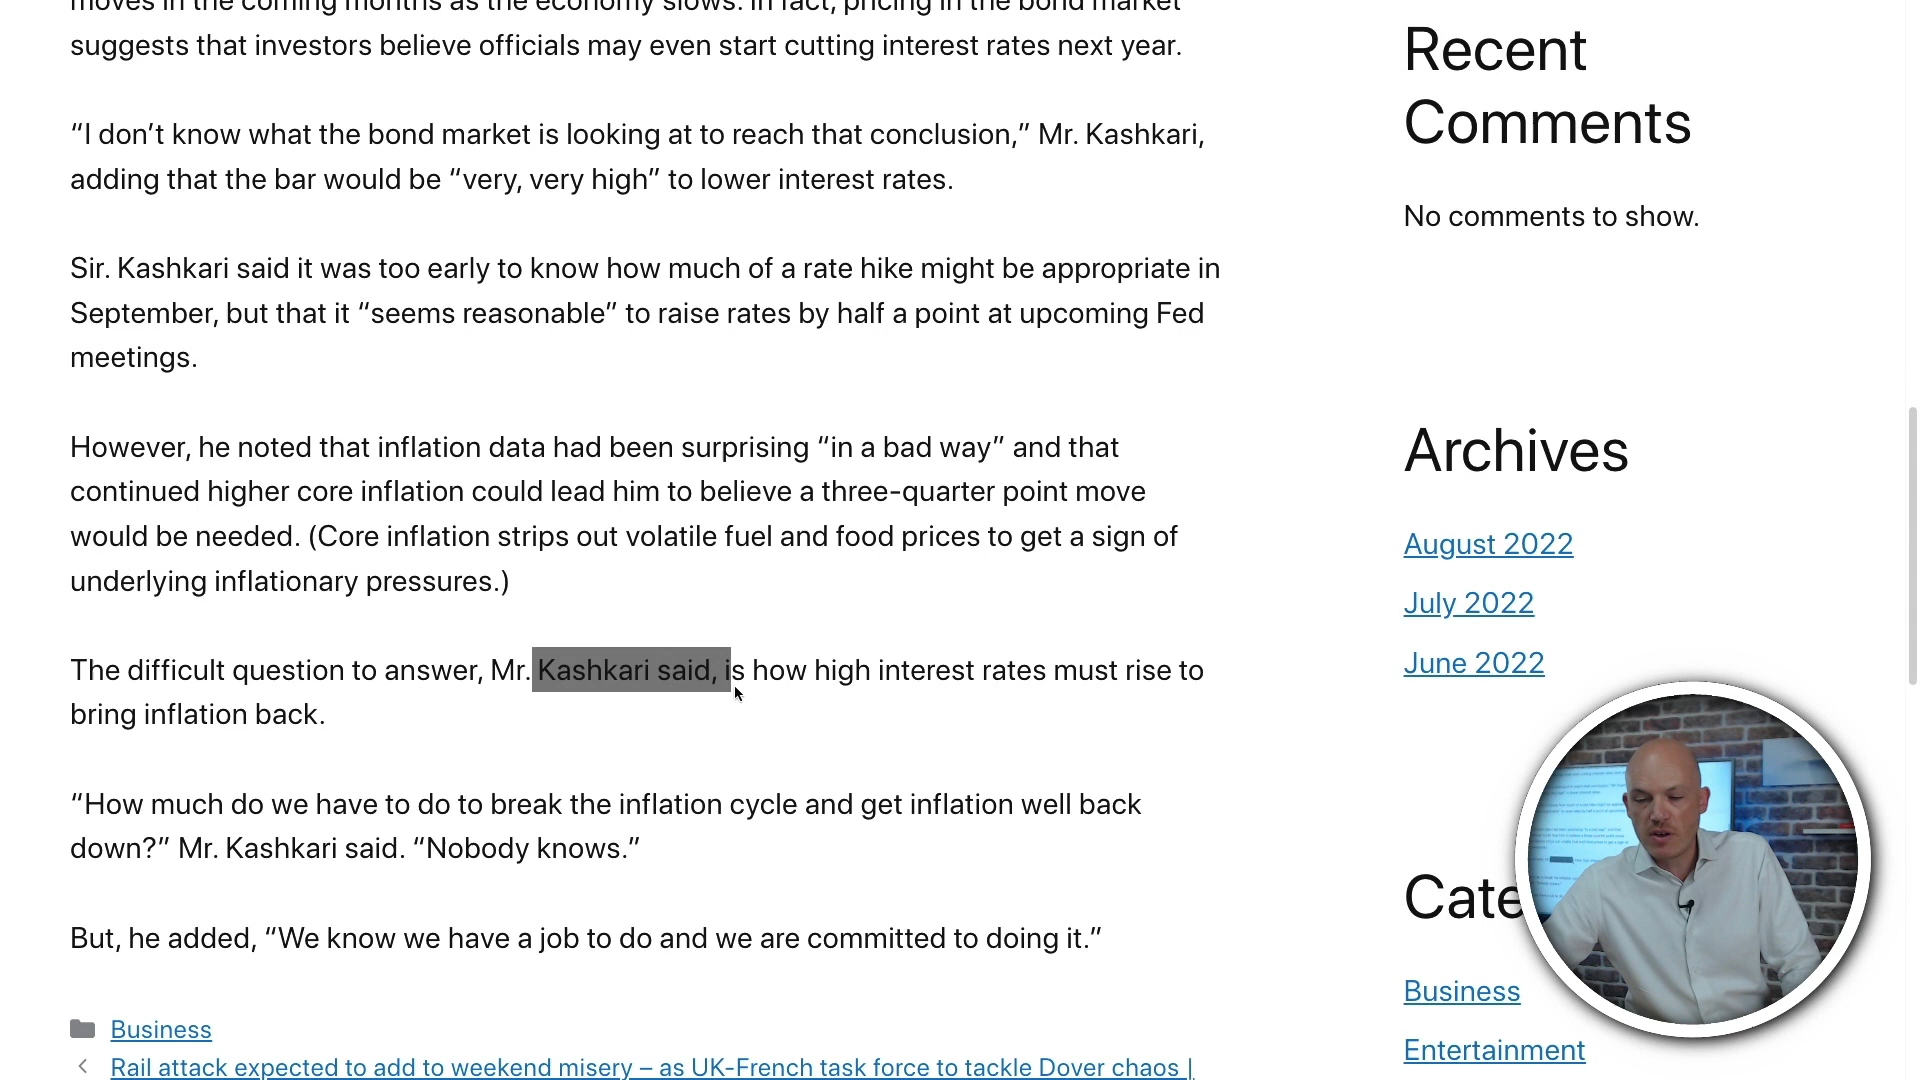 moves in the coming months as the economy slows. In fact, pricing in the bond market
suggests that investors believe officials may even start cutting interest rates next year.
“I don’t know what the bond market is looking at to reach that conclusion,” Mr. Kashkari,
adding that the bar would be “very, very high” to lower interest rates.
Sir. Kashkari said it was too early to know how much of a rate hike might be appropriate in
September, but that it “seems reasonable” to raise rates by half a point at upcoming Fed
meetings.
However, he noted that inflation data had been surprising “in a bad way” and that
continued higher core inflation could lead him to believe a three-quarter point move
would be needed. (Core inflation strips out volatile fuel and food prices to get a sign of
underlying inflationary pressures.)
The difficult question to answer, Mr. Kashkari said, is how high interest rates must rise to
bring inflation back.
“How much do we have to do to break the inflation cycle and get inflation well back
down?” Mr. Kashkari said. “Nobody knows.”
But, he added, “We know we have a job to do and we are committed to doing it.”
Business
Rail attack expected to add to weekend misery – as UK-French task force to tackle Dover chaos |
Recent
Comments
No comments to show.
Archives
August 2022
July 2022
June 2022
Cate
Business
Entertainment